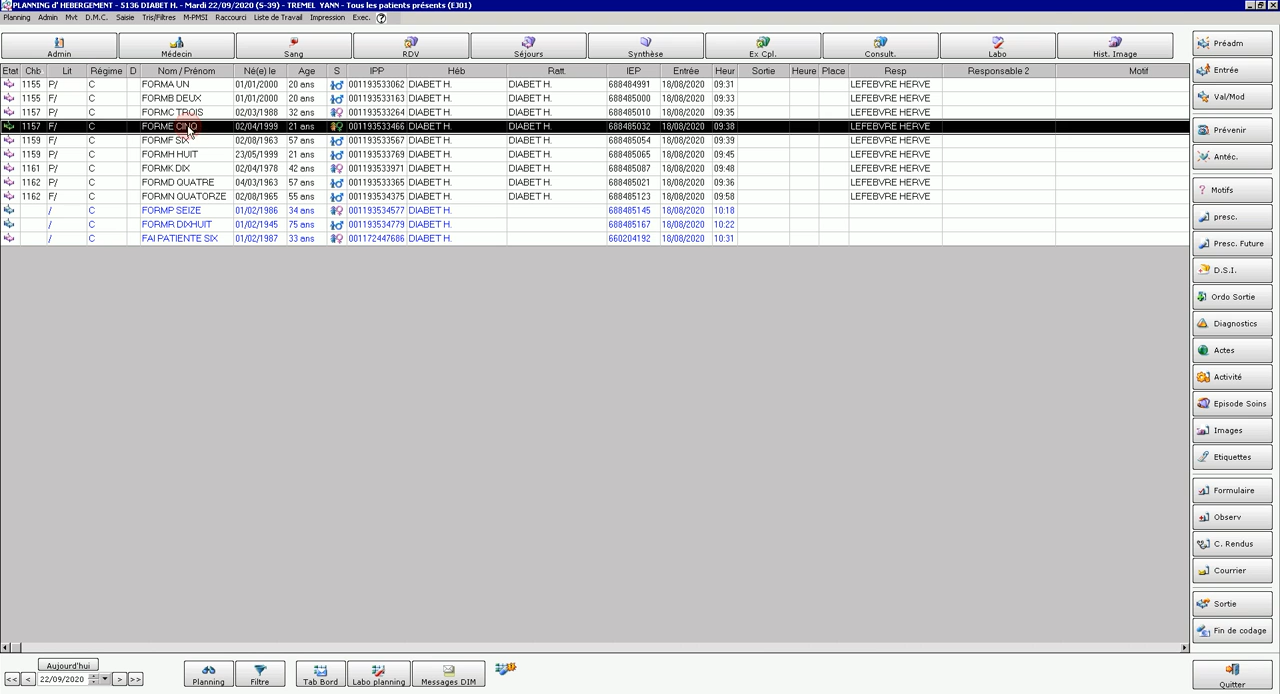 PLANNING d' HEBERGEMENT - 5136 DIABET H. - Mardi 22/09/2020 (S-39) - TREMEL YANN - Tous les patients présents (EJ01)
Planning Admin Mvt D.M.C. Saisie Tris/Filtres M-PMSI Raccourci Liste de Travail Impression Exec. ?
Admin Médecin Sang RDV Séjours Synthèse Ex Cpl. Consult. Labo Hist. Image
Etat Chb Lit Régime D Nom / Prénom Né(e) le Age S IPP Héb Ratt. IEP Entrée Heur Sortie Heure Place Resp Responsable 2 Motif
1155 P/ C FORMA UN 01/01/2000 20 ans 001193533062 DIABET H. DIABET H. 688484991 18/08/2020 09:31 LEFEBVRE HERVE
1155 F/ C FORMB DEUX 01/01/2000 20 ans 001193533163 DIABET H. DIABET H. 688485000 18/08/2020 09:33 LEFEBVRE HERVE
1157 P/ C FORMC TROIS 02/03/1988 32 ans 001193533264 DIABET H. DIABET H. 688485010 18/08/2020 09:35 LEFEBVRE HERVE
1157 F/ C FORME CINQ 02/04/1999 21 ans 001193533466 DIABET H. DIABET H. 688485032 18/08/2020 09:38 LEFEBVRE HERVE
1159 F/ C FORMF SIX 02/08/1963 57 ans 001193533567 DIABET H. DIABET H. 688485054 18/08/2020 09:39 LEFEBVRE HERVE
1159 P/ C FORMH HUIT 23/05/1999 21 ans 001193533769 DIABET H. DIABET H. 688485076 18/08/2020 09:45 LEFEBVRE HERVE
1161 F/ C FORMK DIX 02/04/1978 42 ans 001193533971 DIABET H. DIABET H. 688485087 18/08/2020 09:48 LEFEBVRE HERVE
1162 F/ C FORMD QUATRE 04/03/1963 57 ans 001193533365 DIABET H. DIABET H. 688485021 18/08/2020 09:36 LEFEBVRE HERVE
1162 P/ C FORMN QUATORZE 02/08/1965 55 ans 001193534375 DIABET H. DIABET H. 688485123 18/08/2020 09:58 LEFEBVRE HERVE
/ C FORMP SEIZE 01/02/1986 34 ans 001193534577 DIABET H. 688485145 18/08/2020 10:18
/ C FORMR DIXHUIT 01/02/1945 75 ans 001193534779 DIABET H. 688485167 18/08/2020 10:22
/ C FAI PATIENTE SIX 01/02/1987 33 ans 001172447686 DIABET H. 660204192 18/08/2020 10:31
Préadm
Entrée
Val/Mod
Prévenir
Antéc.
? Motifs
presc.
Presc. Future
D.S.I.
Ordo Sortie
Diagnostics
Actes
Activité
Episode Soins
Images
Etiquettes
Formulaire
Observ
C. Rendus
Courrier
Sortie
Fin de codage
Quitter
Aujourd'hui
<< < 22/09/2020 > >>
Planning Filtre Tab Bord Labo planning Messages DIM